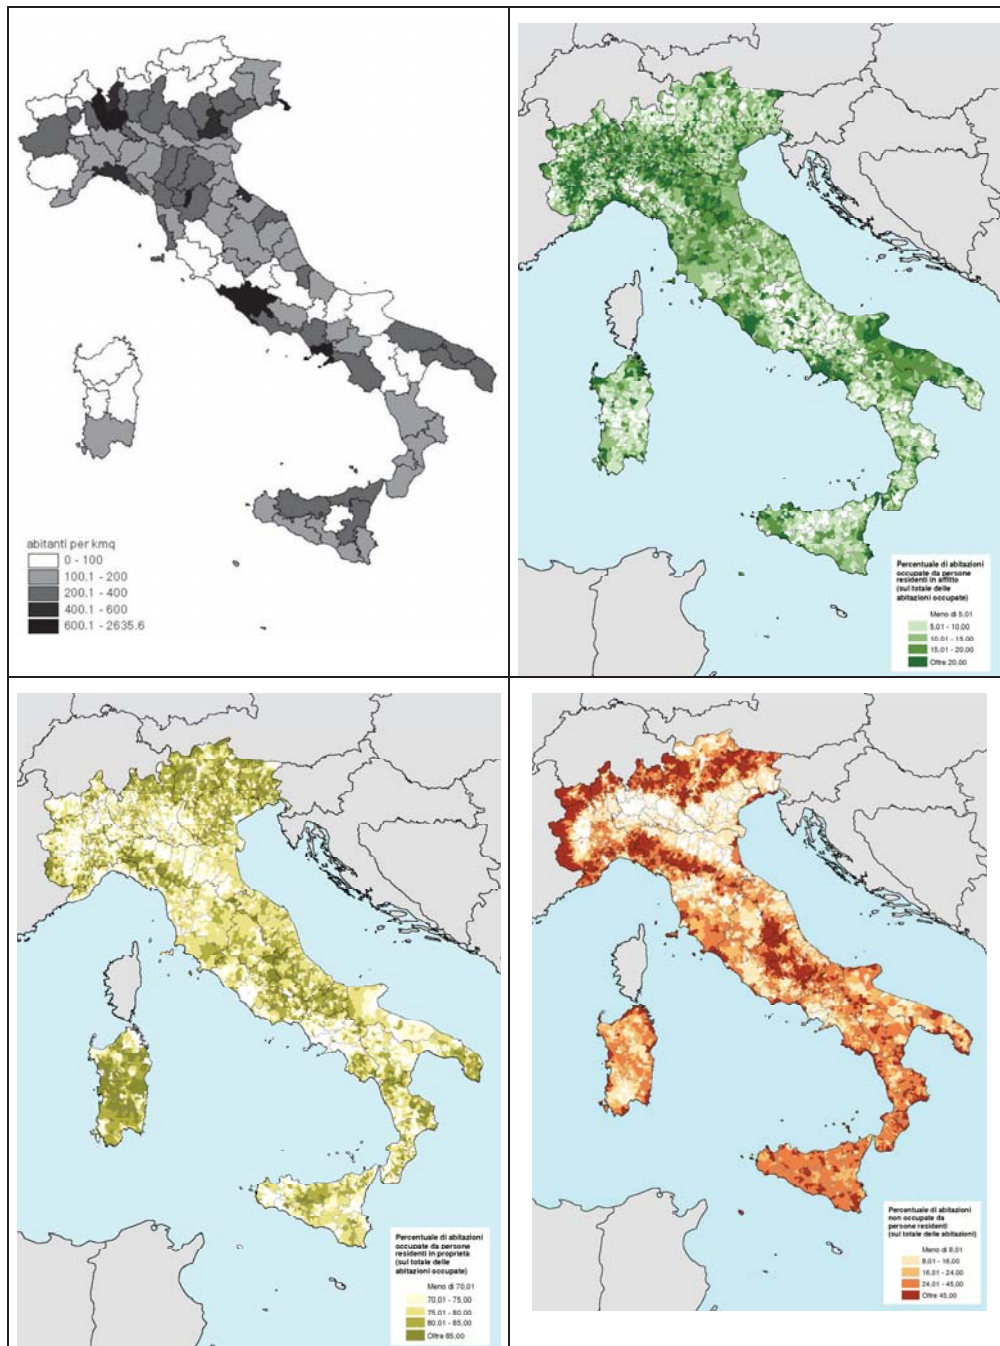 abitanti per kmq
0 - 100
100.1 - 200
200.1 - 400
400.1 - 600
600.1 - 2635.6
Percentuale di abitazioni
occupate da persone
residenti in affitto
(sul totale delle
abitazioni occupate)
Meno di 5,01
5,01 - 10,00
10,01 - 15,00
15,01 - 20,00
Oltre 20,00
Percentuale di abitazioni
occupate da persone
residenti in proprietà
(sul totale delle
abitazioni occupate)
Meno di 70,01
70,01 - 75,00
75,01 - 80,00
80,01 - 85,00
Oltre 85,00
Percentuale di abitazioni
non occupate da
persone residenti
(sul totale delle abitazioni)
Meno di 8,01
8,01 - 16,00
16,01 - 24,00
24,01 - 45,00
Oltre 45,00